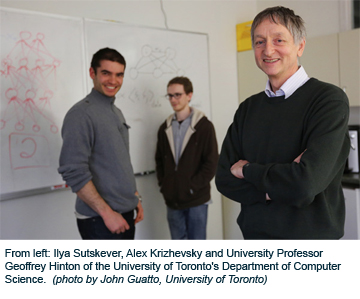 From left: Ilya Sutskever, Alex Krizhevsky and University Professor
Geoffrey Hinton of the University of Toronto's Department of Computer
Science. (photo by John Guatto, University of Toronto)